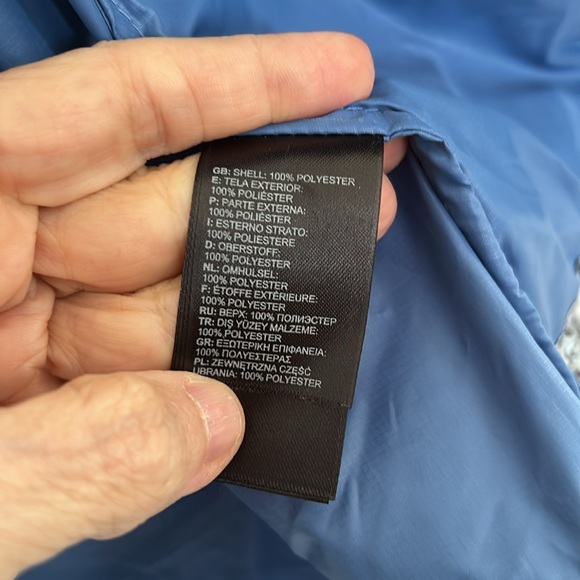 GB: SHELL: 100% POLYESTER
E: TELA EXTERIOR:
100% POLIÉSTER
P: PARTE EXTERNA:
100% POLIÉSTER
I: ESTERNO STRATO:
100% POLIESTERE
D: OBERSTOFF:
100% POLYESTER
NL: OMHULSEL:
100% POLYESTER
F: ÉTOFFE EXTÉRIEURE:
100% POLYESTER
RU: ВЕРХ: 100% ПОЛИЭСТЕР
TR: DIŞ YÜZEY MALZEME:
100%,POLYESTER
GR: ΕΞΩΤΕΡΙΚΗ ΕΠΙΦΑΝΕΙΑ:
100% ΠΟΛΥΕΣΤΕΡΑΣ
PL: ZEWNĘTRZNA CZĘŚĆ
UBRANIA: 100% POLYESTER